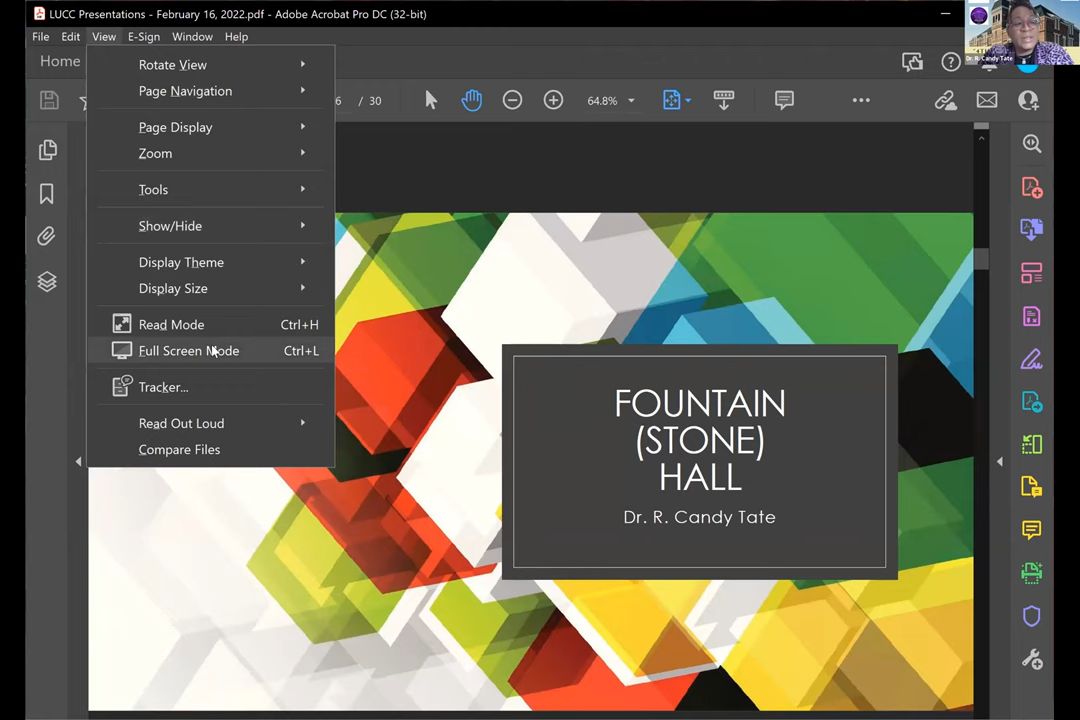 LUCC Presentations - February 16, 2022.pdf - Adobe Acrobat Pro DC (32-bit)
File Edit View E-Sign Window Help
Home
6 / 30
64.8%
Rotate View
Page Navigation
Page Display
Zoom
Tools
Show/Hide
Display Theme
Display Size
Read Mode Ctrl+H
Full Screen Mode Ctrl+L
Tracker...
Read Out Loud
Compare Files
Dr. R. Candy Tate
FOUNTAIN
(STONE)
HALL
Dr. R. Candy Tate